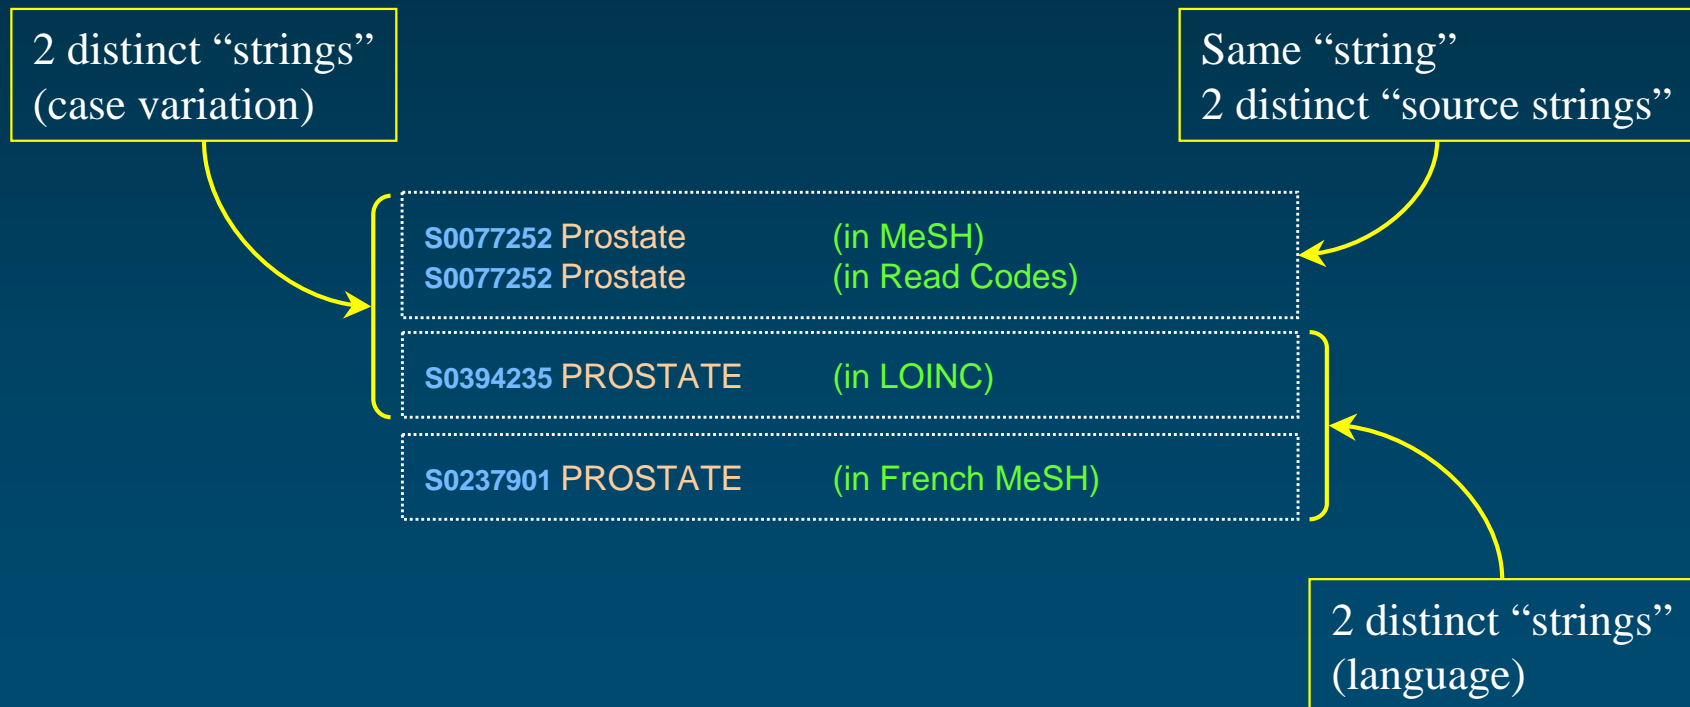 2 distinct “strings”
(case variation)
Same “string”
2 distinct “source strings”
S0077252 Prostate (in MeSH)
S0077252 Prostate (in Read Codes)
S0394235 PROSTATE (in LOINC)
S0237901 PROSTATE (in French MeSH)
2 distinct “strings”
(language)